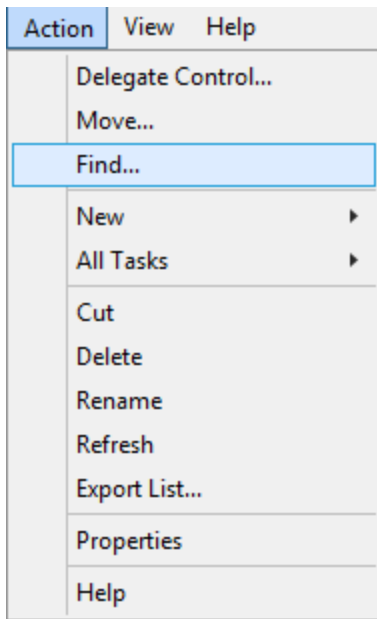 Action View Help
Delegate Control...
Move...
Find...
New
All Tasks
Cut
Delete
Rename
Refresh
Export List...
Properties
Help